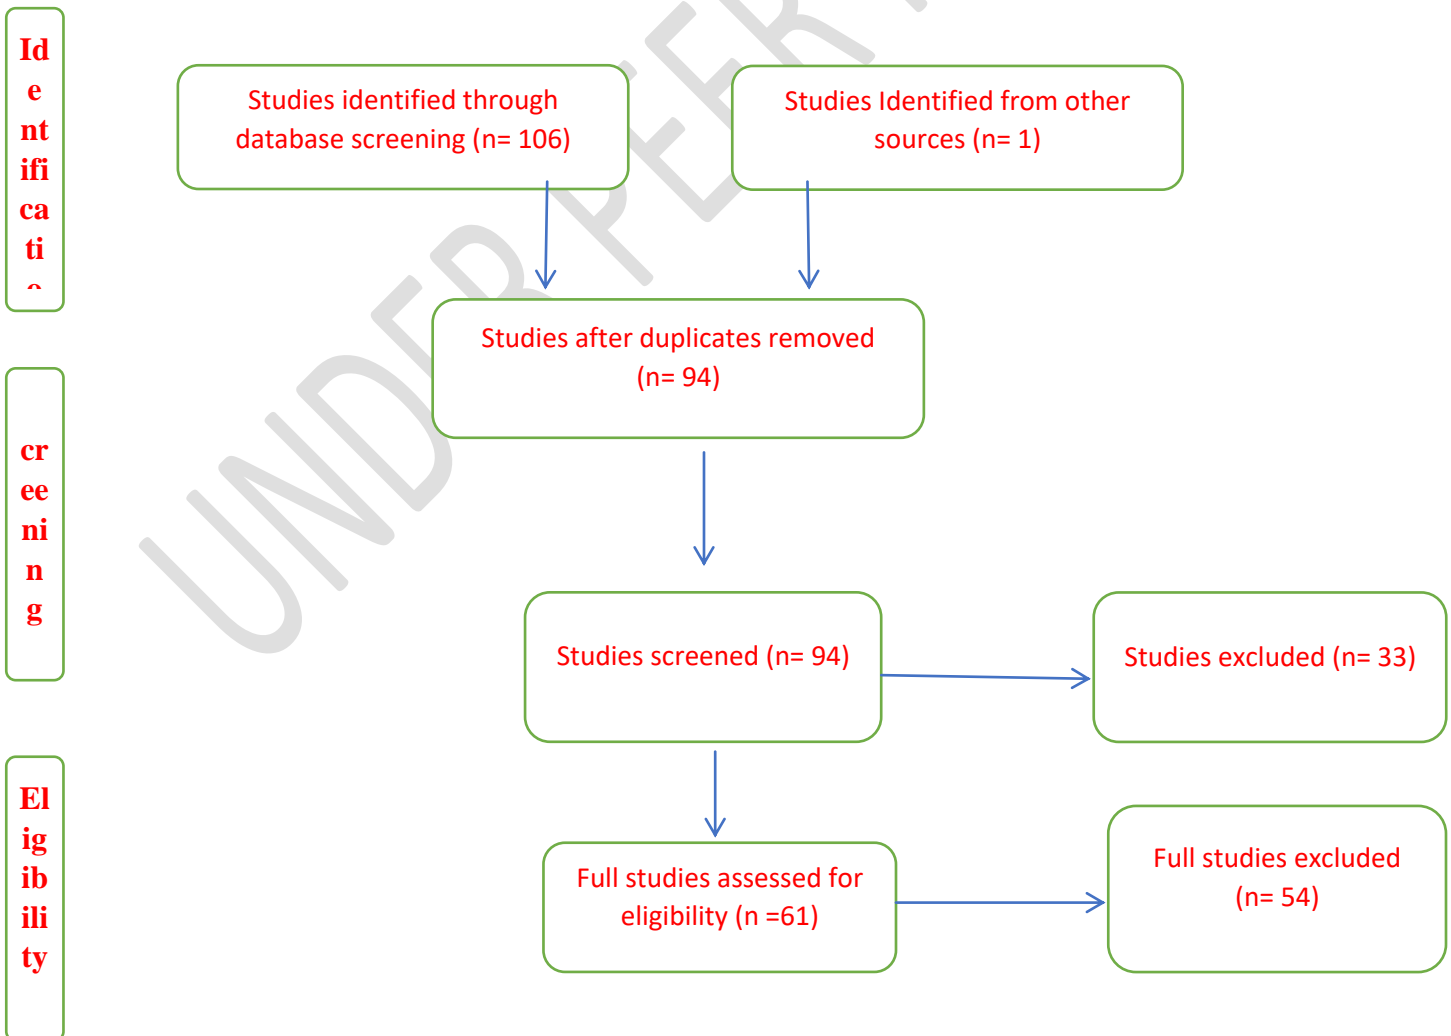 Id
e
nt
ifi
ca
ti
o
Studies identified through
database screening (n= 106)
Studies Identified from other
sources (n= 1)
Studies after duplicates removed
(n= 94)
cr
ee
ni
n
g
Studies screened (n= 94)
Studies excluded (n= 33)
El
ig
ib
ili
ty
Full studies assessed for
eligibility (n =61)
Full studies excluded
(n= 54)
UNDER PEER